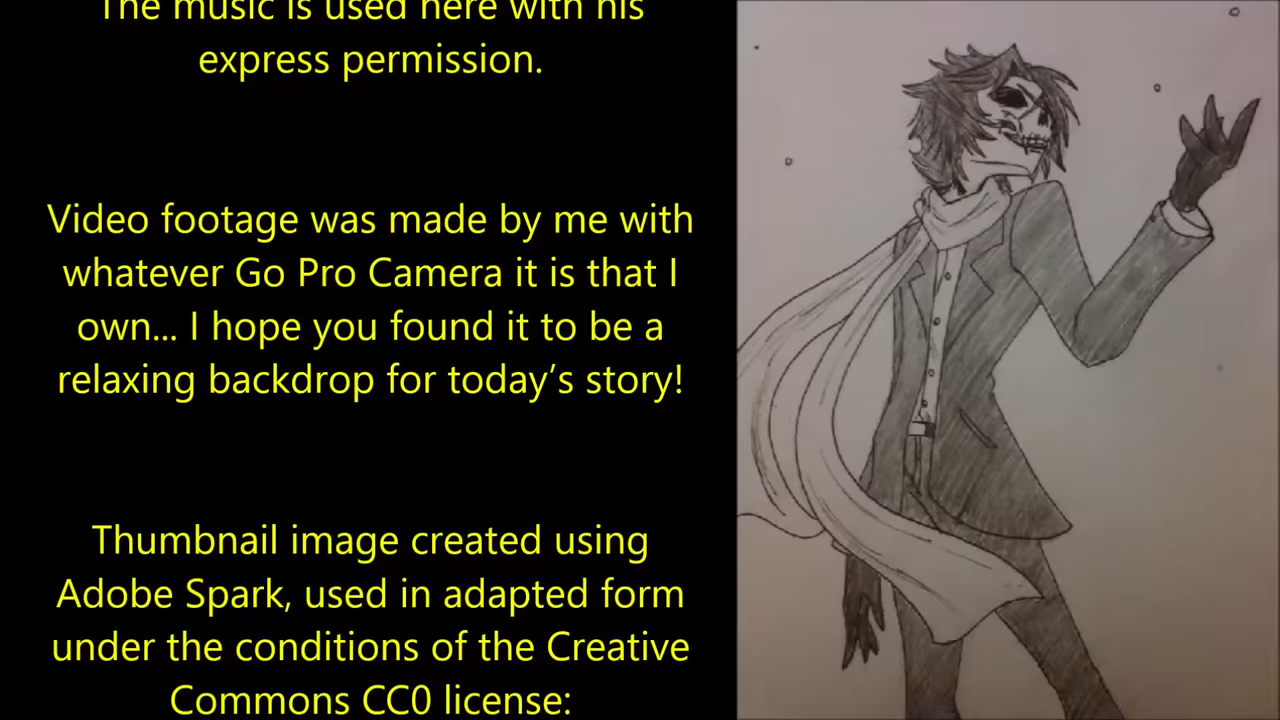 The music is used here with his
express permission.
Video footage was made by me with
whatever Go Pro Camera it is that I
own... I hope you found it to be a
relaxing backdrop for today’s story!
Thumbnail image created using
Adobe Spark, used in adapted form
under the conditions of the Creative
Commons CC0 license: